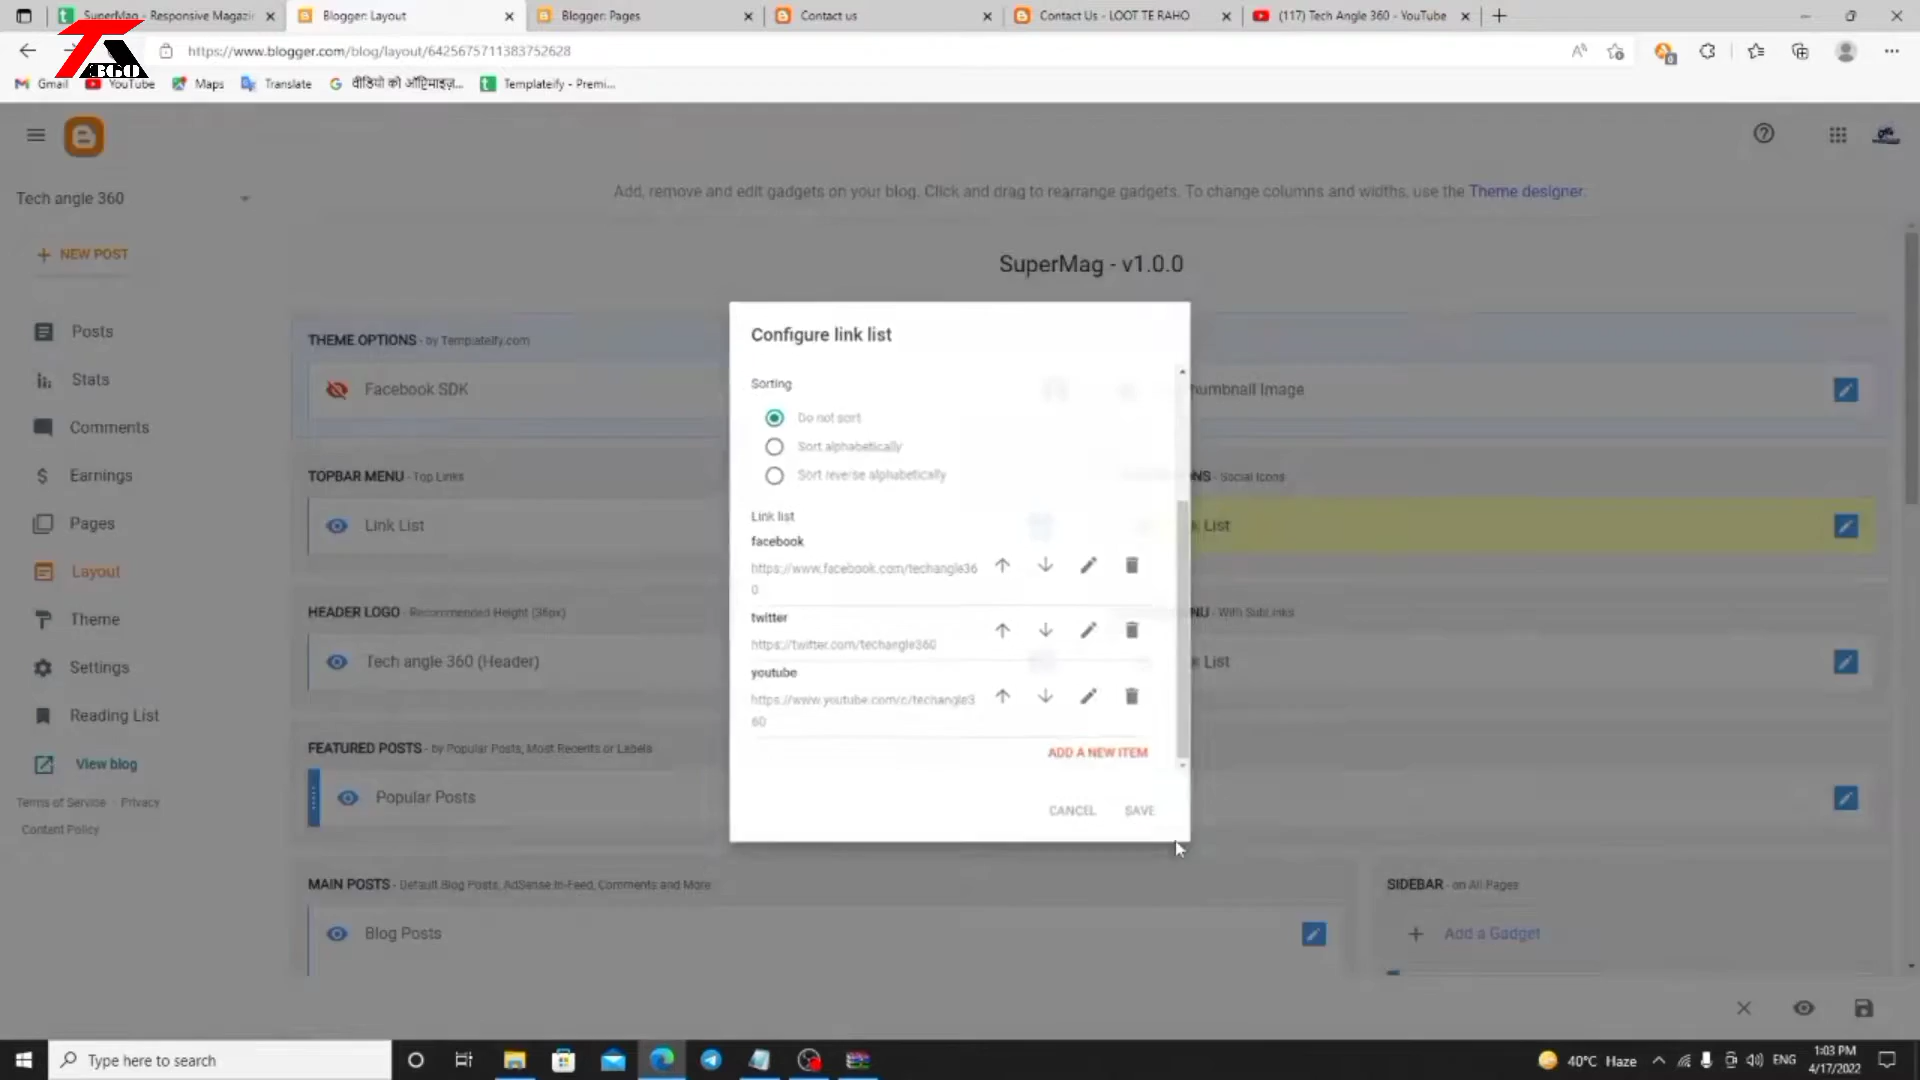 SuperMag - Responsive Magazi
Blogger: Layout
Blogger: Pages
Contact us
Contact Us - LOOT TE RAHO
(117) Tech Angle 360 - YouTube
https://www.blogger.com/blog/layout/6425675711383752628
TA
360
Gmail
YouTube
Maps
Translate
वीडियो को ऑप्टिमाइज़...
Templateify - Premi...
Tech angle 360
Add, remove and edit gadgets on your blog. Click and drag to rearrange gadgets. To change columns and widths, use the Theme designer.
NEW POST
SuperMag - v1.0.0
Posts
Stats
Comments
Earnings
Pages
Layout
Theme
Settings
Reading List
View blog
Terms of Service · Privacy
Content Policy
THEME OPTIONS - by Templateify.com
Facebook SDK
humbnail Image
TOPBAR MENU - Top Links
Link List
NS - Social Icons
List
HEADER LOGO - Recommended Height (36px)
Tech angle 360 (Header)
NU - With SubLinks
List
FEATURED POSTS - by Popular Posts, Most Recents or Labels
Popular Posts
MAIN POSTS - Default Blog Posts, AdSense In-Feed, Comments and More
Blog Posts
SIDEBAR - on All Pages
Add a Gadget
Configure link list
Sorting
Do not sort
Sort alphabetically
Sort reverse alphabetically
Link list
facebook
https://www.facebook.com/techangle36
0
twitter
https://twitter.com/techangle360
youtube
https://www.youtube.com/c/techangle3
60
ADD A NEW ITEM
CANCEL
SAVE
Type here to search
40°C Haze
ENG
1:03 PM
4/17/2022